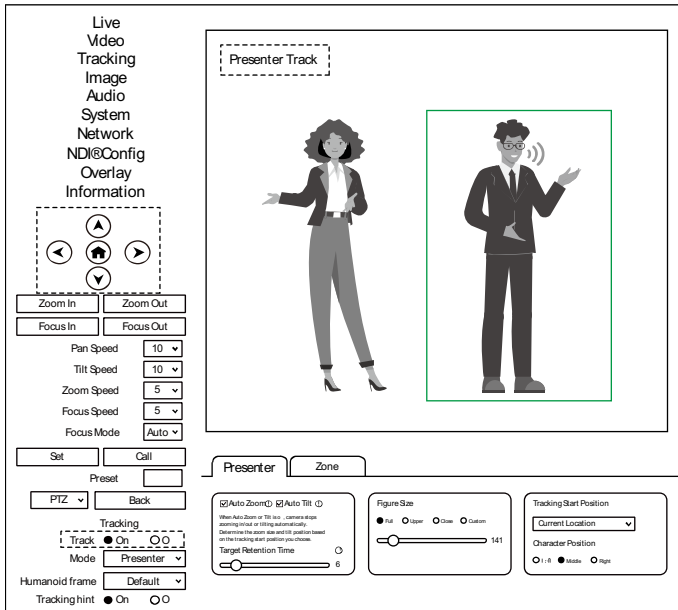 Live
Video
Tracking
Image
Audio
System
Network
NDI®Config
Overlay
Information
Zoom In Zoom Out
Focus In Focus Out
Pan Speed 10
Tilt Speed 10
Zoom Speed 5
Focus Speed 5
Focus Mode Auto
Set Call
Preset
PTZ Back
Tracking
Track On O
Mode Presenter
Humanoid frame Default
Tracking hint On O
Presenter Track
Presenter Zone
Auto Zoom Auto Tilt
When Auto Zoom or Tilt is o , camera stops
zooming in/out or tilting automatically.
Determine the zoom size and tilt position based
on the tracking start position you choose.
Target Retention Time
6
Figure Size
Full Upper Close Custom
141
Tracking Start Position
Current Location
Character Position
Middle Right